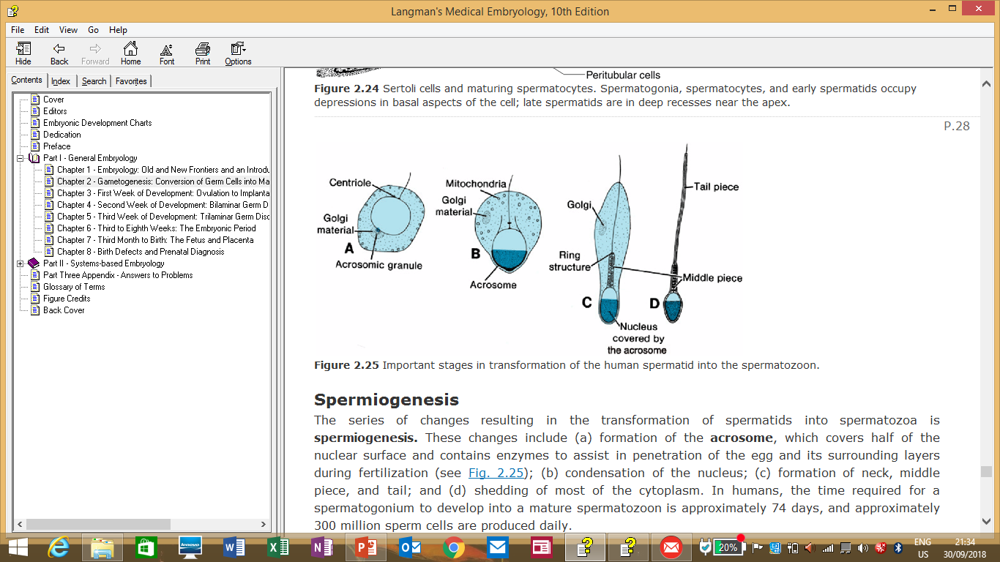 Langman's Medical Embryology, 10th Edition
File Edit View Go Help
Hide Back Forward Home Font Print Options
Contents Index Search Favorites
Cover
Editors
Embryonic Development Charts
Dedication
Preface
Part I - General Embryology
Chapter 1 - Embryology: Old and New Frontiers and an Introdu
Chapter 2 - Gametogenesis: Conversion of Germ Cells into Ma
Chapter 3 - First Week of Development: Ovulation to Implanta
Chapter 4 - Second Week of Development: Bilaminar Germ D
Chapter 5 - Third Week of Development: Trilaminar Germ Disc
Chapter 6 - Third to Eighth Weeks: The Embryonic Period
Chapter 7 - Third Month to Birth: The Fetus and Placenta
Chapter 8 - Birth Defects and Prenatal Diagnosis
Part II - Systems-based Embryology
Part Three Appendix - Answers to Problems
Glossary of Terms
Figure Credits
Back Cover
Peritubular cells
Figure 2.24 Sertoli cells and maturing spermatocytes. Spermatogonia, spermatocytes, and early spermatids occupy
depressions in basal aspects of the cell; late spermatids are in deep recesses near the apex.
P.28
Centriole
Golgi
material
A
Acrosomic granule
Mitochondria
Golgi
material
B
Acrosome
Golgi
Ring
structure
C
Nucleus
covered by
the acrosome
Tail piece
Middle piece
D
Figure 2.25 Important stages in transformation of the human spermatid into the spermatozoon.
Spermiogenesis
The series of changes resulting in the transformation of spermatids into spermatozoa is
spermiogenesis. These changes include (a) formation of the acrosome, which covers half of the
nuclear surface and contains enzymes to assist in penetration of the egg and its surrounding layers
during fertilization (see Fig. 2.25); (b) condensation of the nucleus; (c) formation of neck, middle
piece, and tail; and (d) shedding of most of the cytoplasm. In humans, the time required for a
spermatogonium to develop into a mature spermatozoon is approximately 74 days, and approximately
300 million sperm cells are produced daily.
lenovo
20%
ENG
US
21:34
30/09/2018